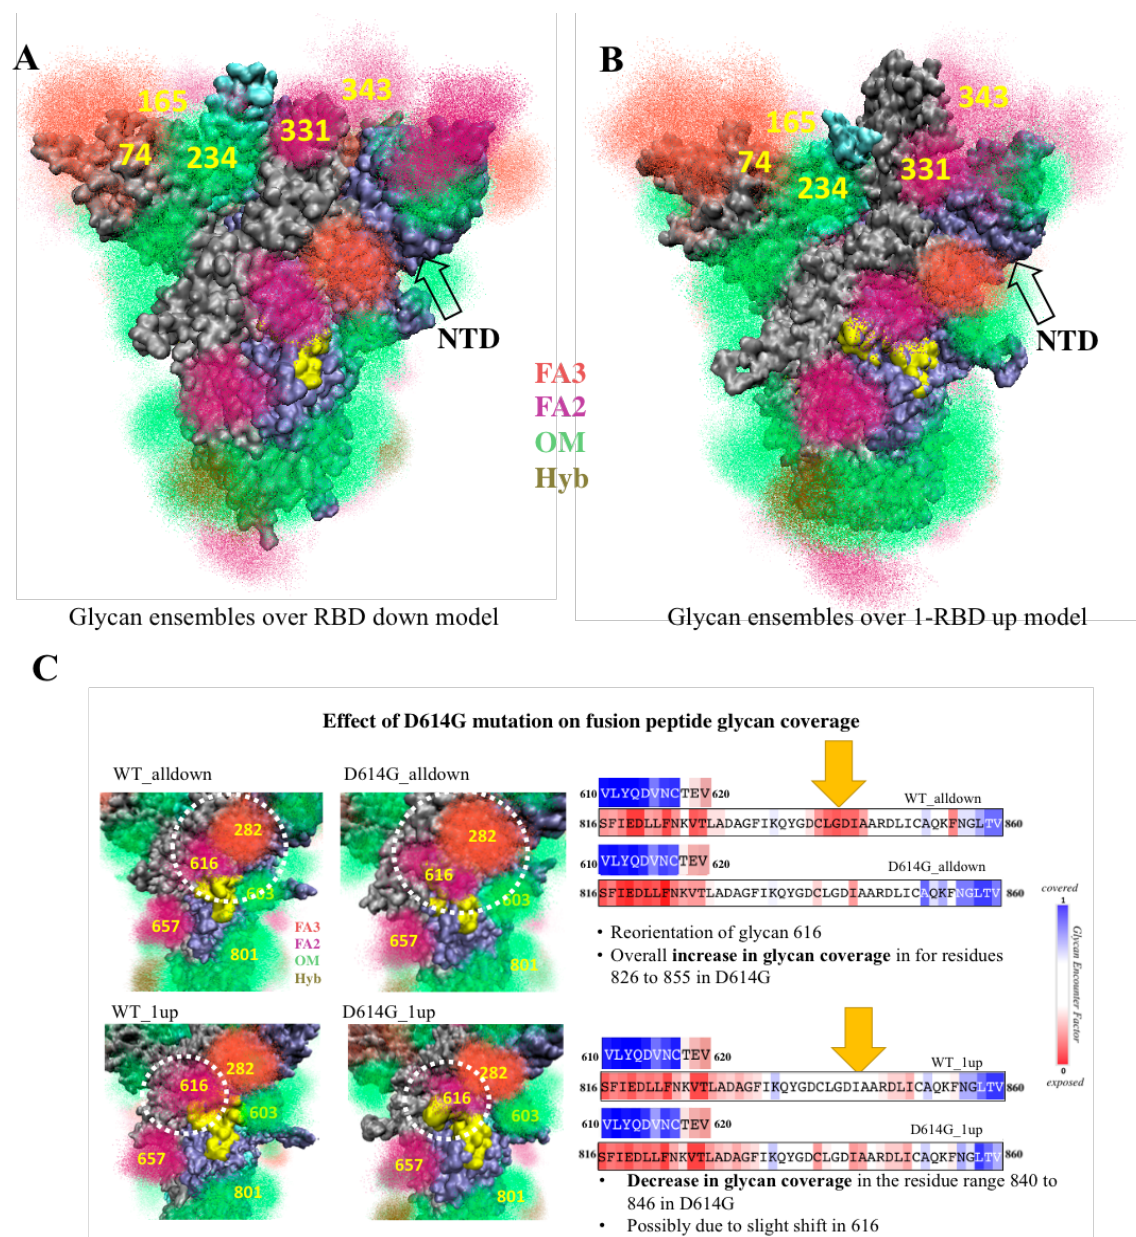 A
165
343
331
74
234
NTD
B
343
165
74
331
234
NTD
FA3
FA2
OM
Hyb
Glycan ensembles over RBD down model
Glycan ensembles over 1-RBD up model
C
Effect of D614G mutation on fusion peptide glycan coverage
WT_alldown
282
616
603
657
801
FA3
FA2
OM
Hyb
D614G_alldown
282
616
603
657
801
610 VLYQDVNCTEV 620
WT_alldown
816 SFIEDLLFNKVTLADAGFIKQYGDCLGDIAARDLICAQKFNGLTV 860
610 VLYQDVNCTEV 620
D614G_alldown
816 SFIEDLLFNKVTLADAGFIKQYGDCLGDIAARDLICAQKFNGLTV 860
• Reorientation of glycan 616
• Overall increase in glycan coverage in for residues
826 to 855 in D614G
covered
1
Glycan Encounter Factor
0
exposed
WT_1up
282
616
603
657
801
D614G_1up
282
616
603
657
801
610 VLYQDVNCTEV 620
WT_1up
816 SFIEDLLFNKVTLADAGFIKQYGDCLGDIAARDLICAQKFNGLTV 860
610 VLYQDVNCTEV 620
D614G_1up
816 SFIEDLLFNKVTLADAGFIKQYGDCLGDIAARDLICAQKFNGLTV 860
• Decrease in glycan coverage in the residue range 840 to
846 in D614G
• Possibly due to slight shift in 616